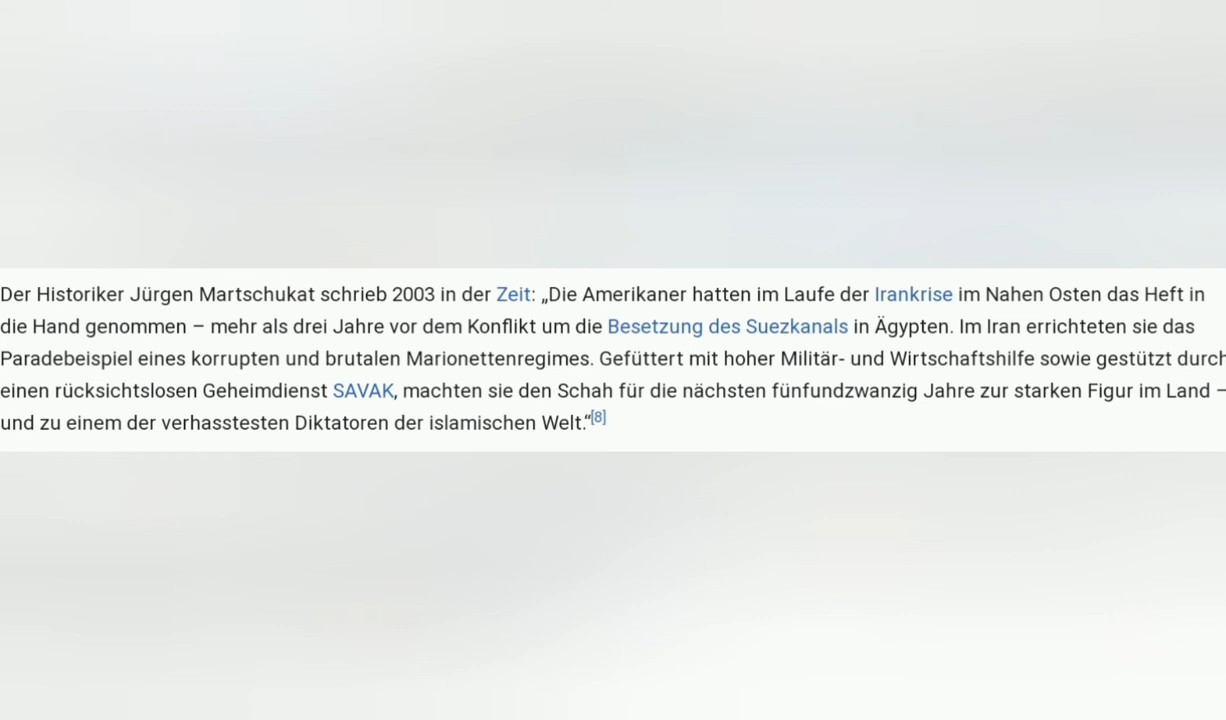 Der Historiker Jürgen Martschukat schrieb 2003 in der Zeit: „Die Amerikaner hatten im Laufe der Irankrise im Nahen Osten das Heft in
die Hand genommen – mehr als drei Jahre vor dem Konflikt um die Besetzung des Suezkanals in Ägypten. Im Iran errichteten sie das
Paradebeispiel eines korrupten und brutalen Marionettenregimes. Gefüttert mit hoher Militär- und Wirtschaftshilfe sowie gestützt durch
einen rücksichtslosen Geheimdienst SAVAK, machten sie den Schah für die nächsten fünfundzwanzig Jahre zur starken Figur im Land –
und zu einem der verhasstesten Diktatoren der islamischen Welt.“[8]